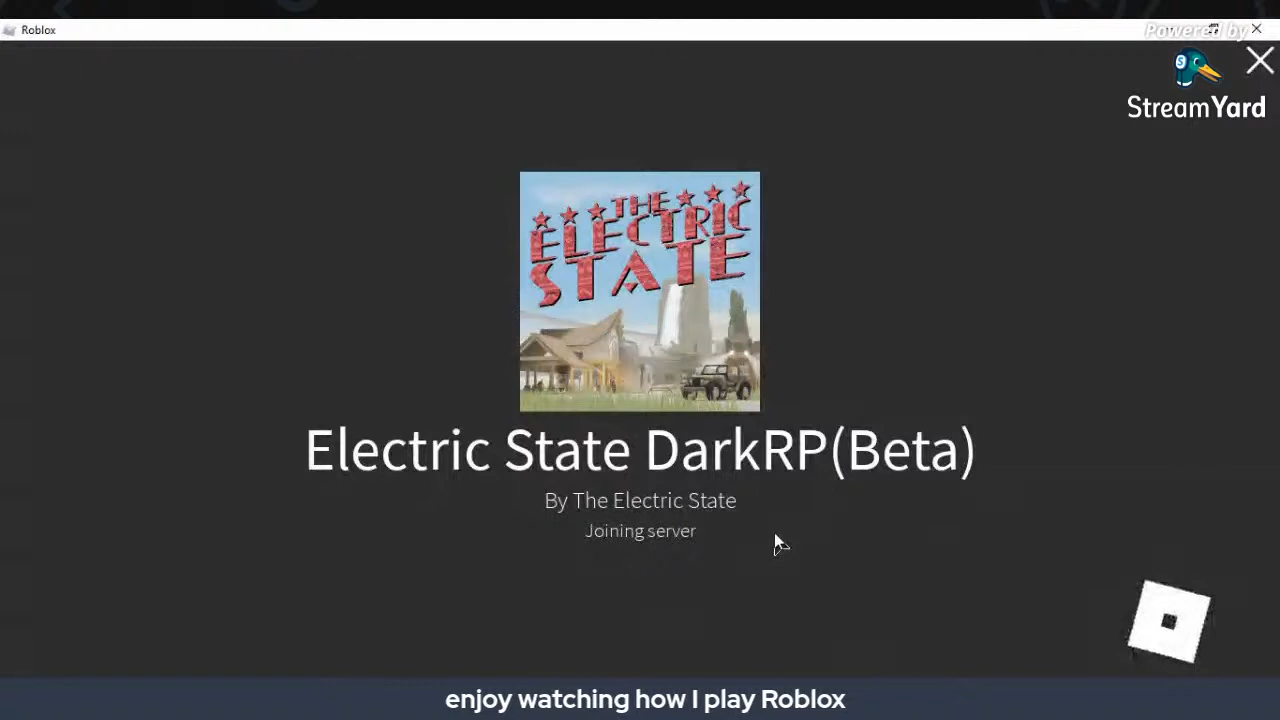 Roblox
Powered by
StreamYard
THE
ELECTRIC
STATE
Electric State DarkRP(Beta)
By The Electric State
Joining server
enjoy watching how I play Roblox